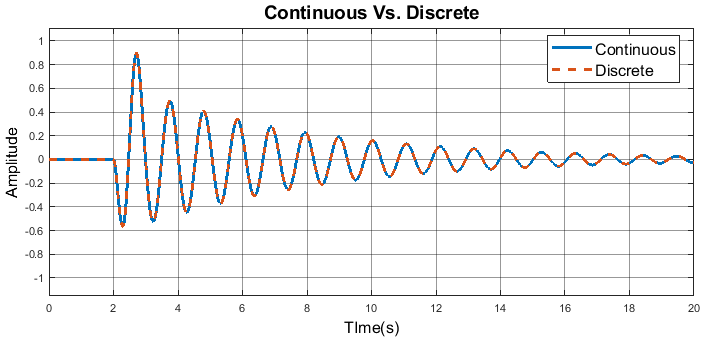 Continuous Vs. Discrete
Continuous
Discrete
1
0.8
0.6
0.4
0.2
0
-0.2
-0.4
-0.6
-0.8
-1
Amplitude
0 2 4 6 8 10 12 14 16 18 20
TIme(s)